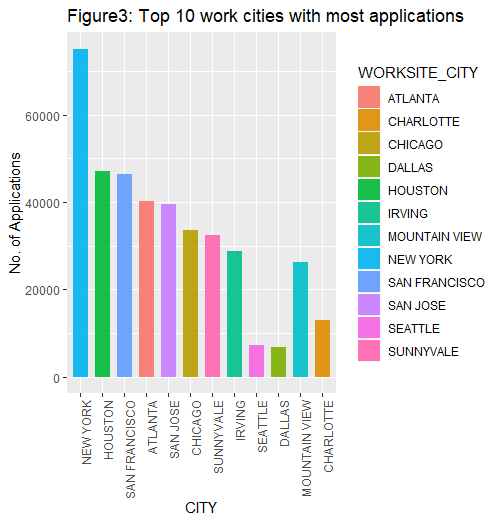 Figure3: Top 10 work cities with most applications
No. of Applications
60000
40000
20000
0
NEW YORK
HOUSTON
SAN FRANCISCO
ATLANTA
SAN JOSE
CHICAGO
SUNNYVALE
IRVING
SEATTLE
DALLAS
MOUNTAIN VIEW
CHARLOTTE
CITY
WORKSITE_CITY
ATLANTA
CHARLOTTE
CHICAGO
DALLAS
HOUSTON
IRVING
MOUNTAIN VIEW
NEW YORK
SAN FRANCISCO
SAN JOSE
SEATTLE
SUNNYVALE